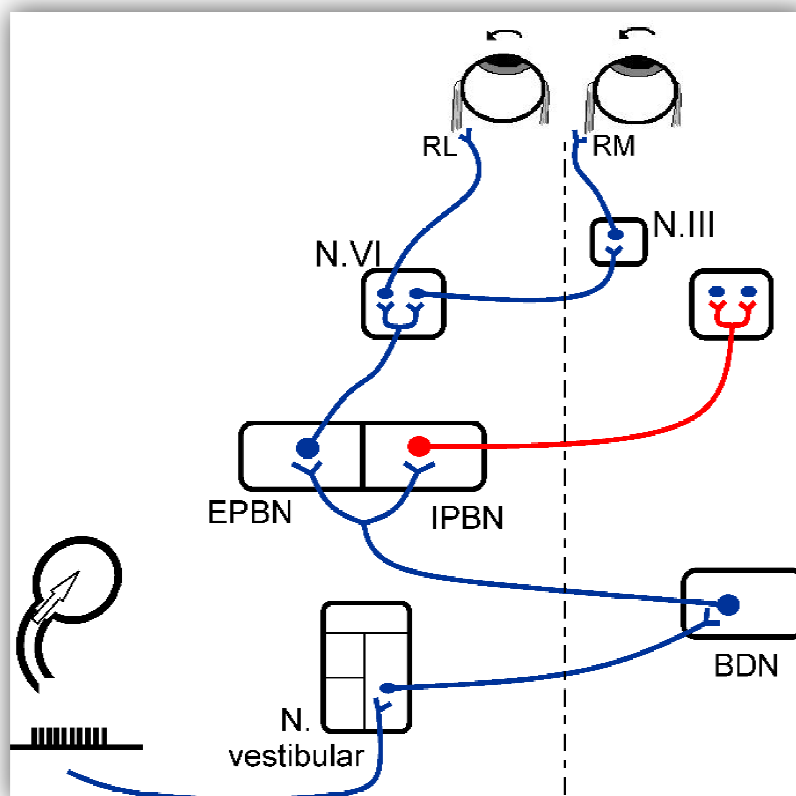 RL
RM
N.III
N.VI
EPBN
IPBN
BDN
N.
vestibular